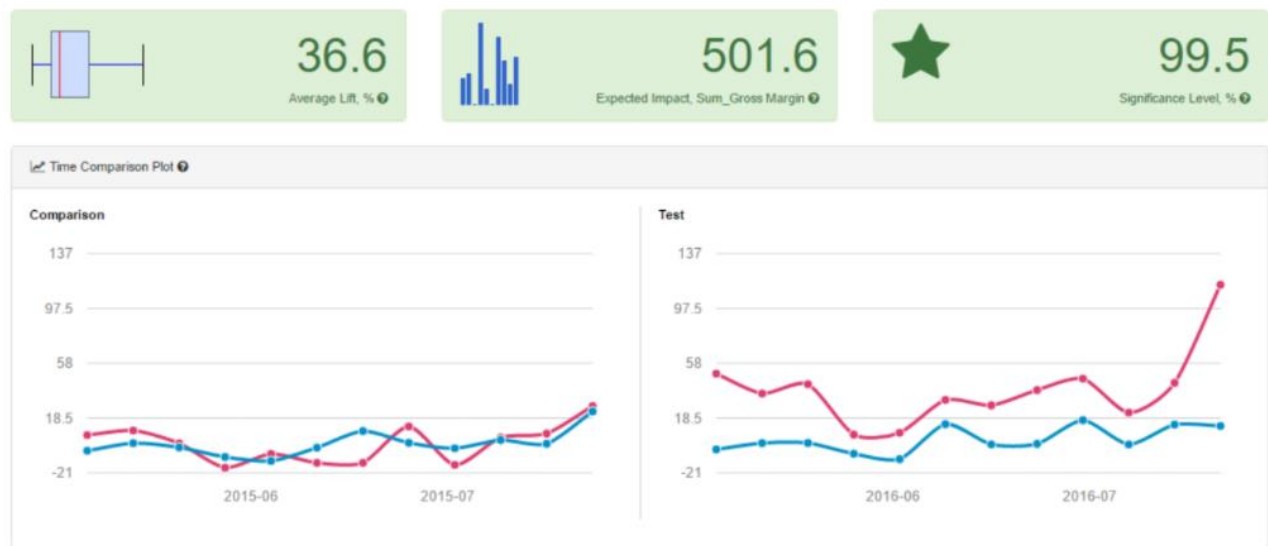 36.6
Average Lift, %
501.6
Expected Impact, Sum_Gross Margin
99.5
Significance Level, %
Time Comparison Plot
Comparison
137
97.5
58
18.5
-21
2015-06 2015-07
Test
137
97.5
58
18.5
-21
2016-06 2016-07